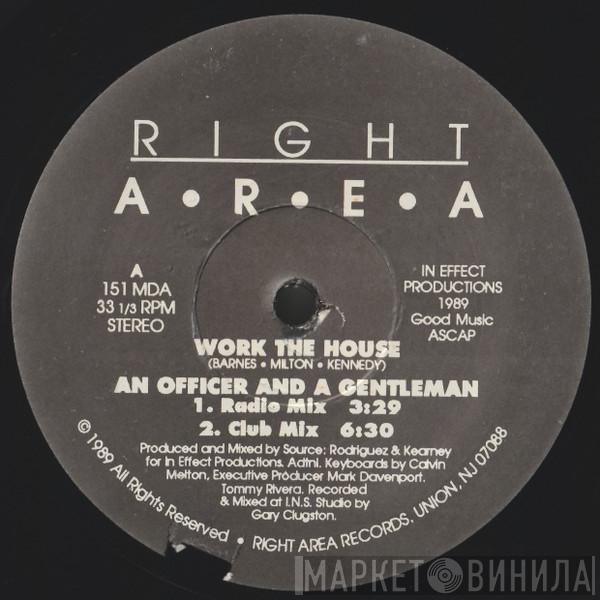 RIGHT
A•R•E•A
A
151 MDA
33 1/3 RPM
STEREO
IN EFFECT
PRODUCTIONS
1989
Good Music
ASCAP
WORK THE HOUSE
(BARNES • MILTON • KENNEDY)
AN OFFICER AND A GENTLEMAN
1. Radio Mix 3:29
2. Club Mix 6:30
Produced and Mixed by Source: Rodriguez & Kearney
for In Effect Productions. Adtnl. Keyboards by Calvin
Melton, Executive Producer Mark Davenport.
Tommy Rivera. Recorded
& Mixed at I.N.S. Studio by
Gary Clugston.
© 1989 All Rights Reserved • RIGHT AREA RECORDS, UNION, NJ 07088
МАРКЕТ ВИНИЛА